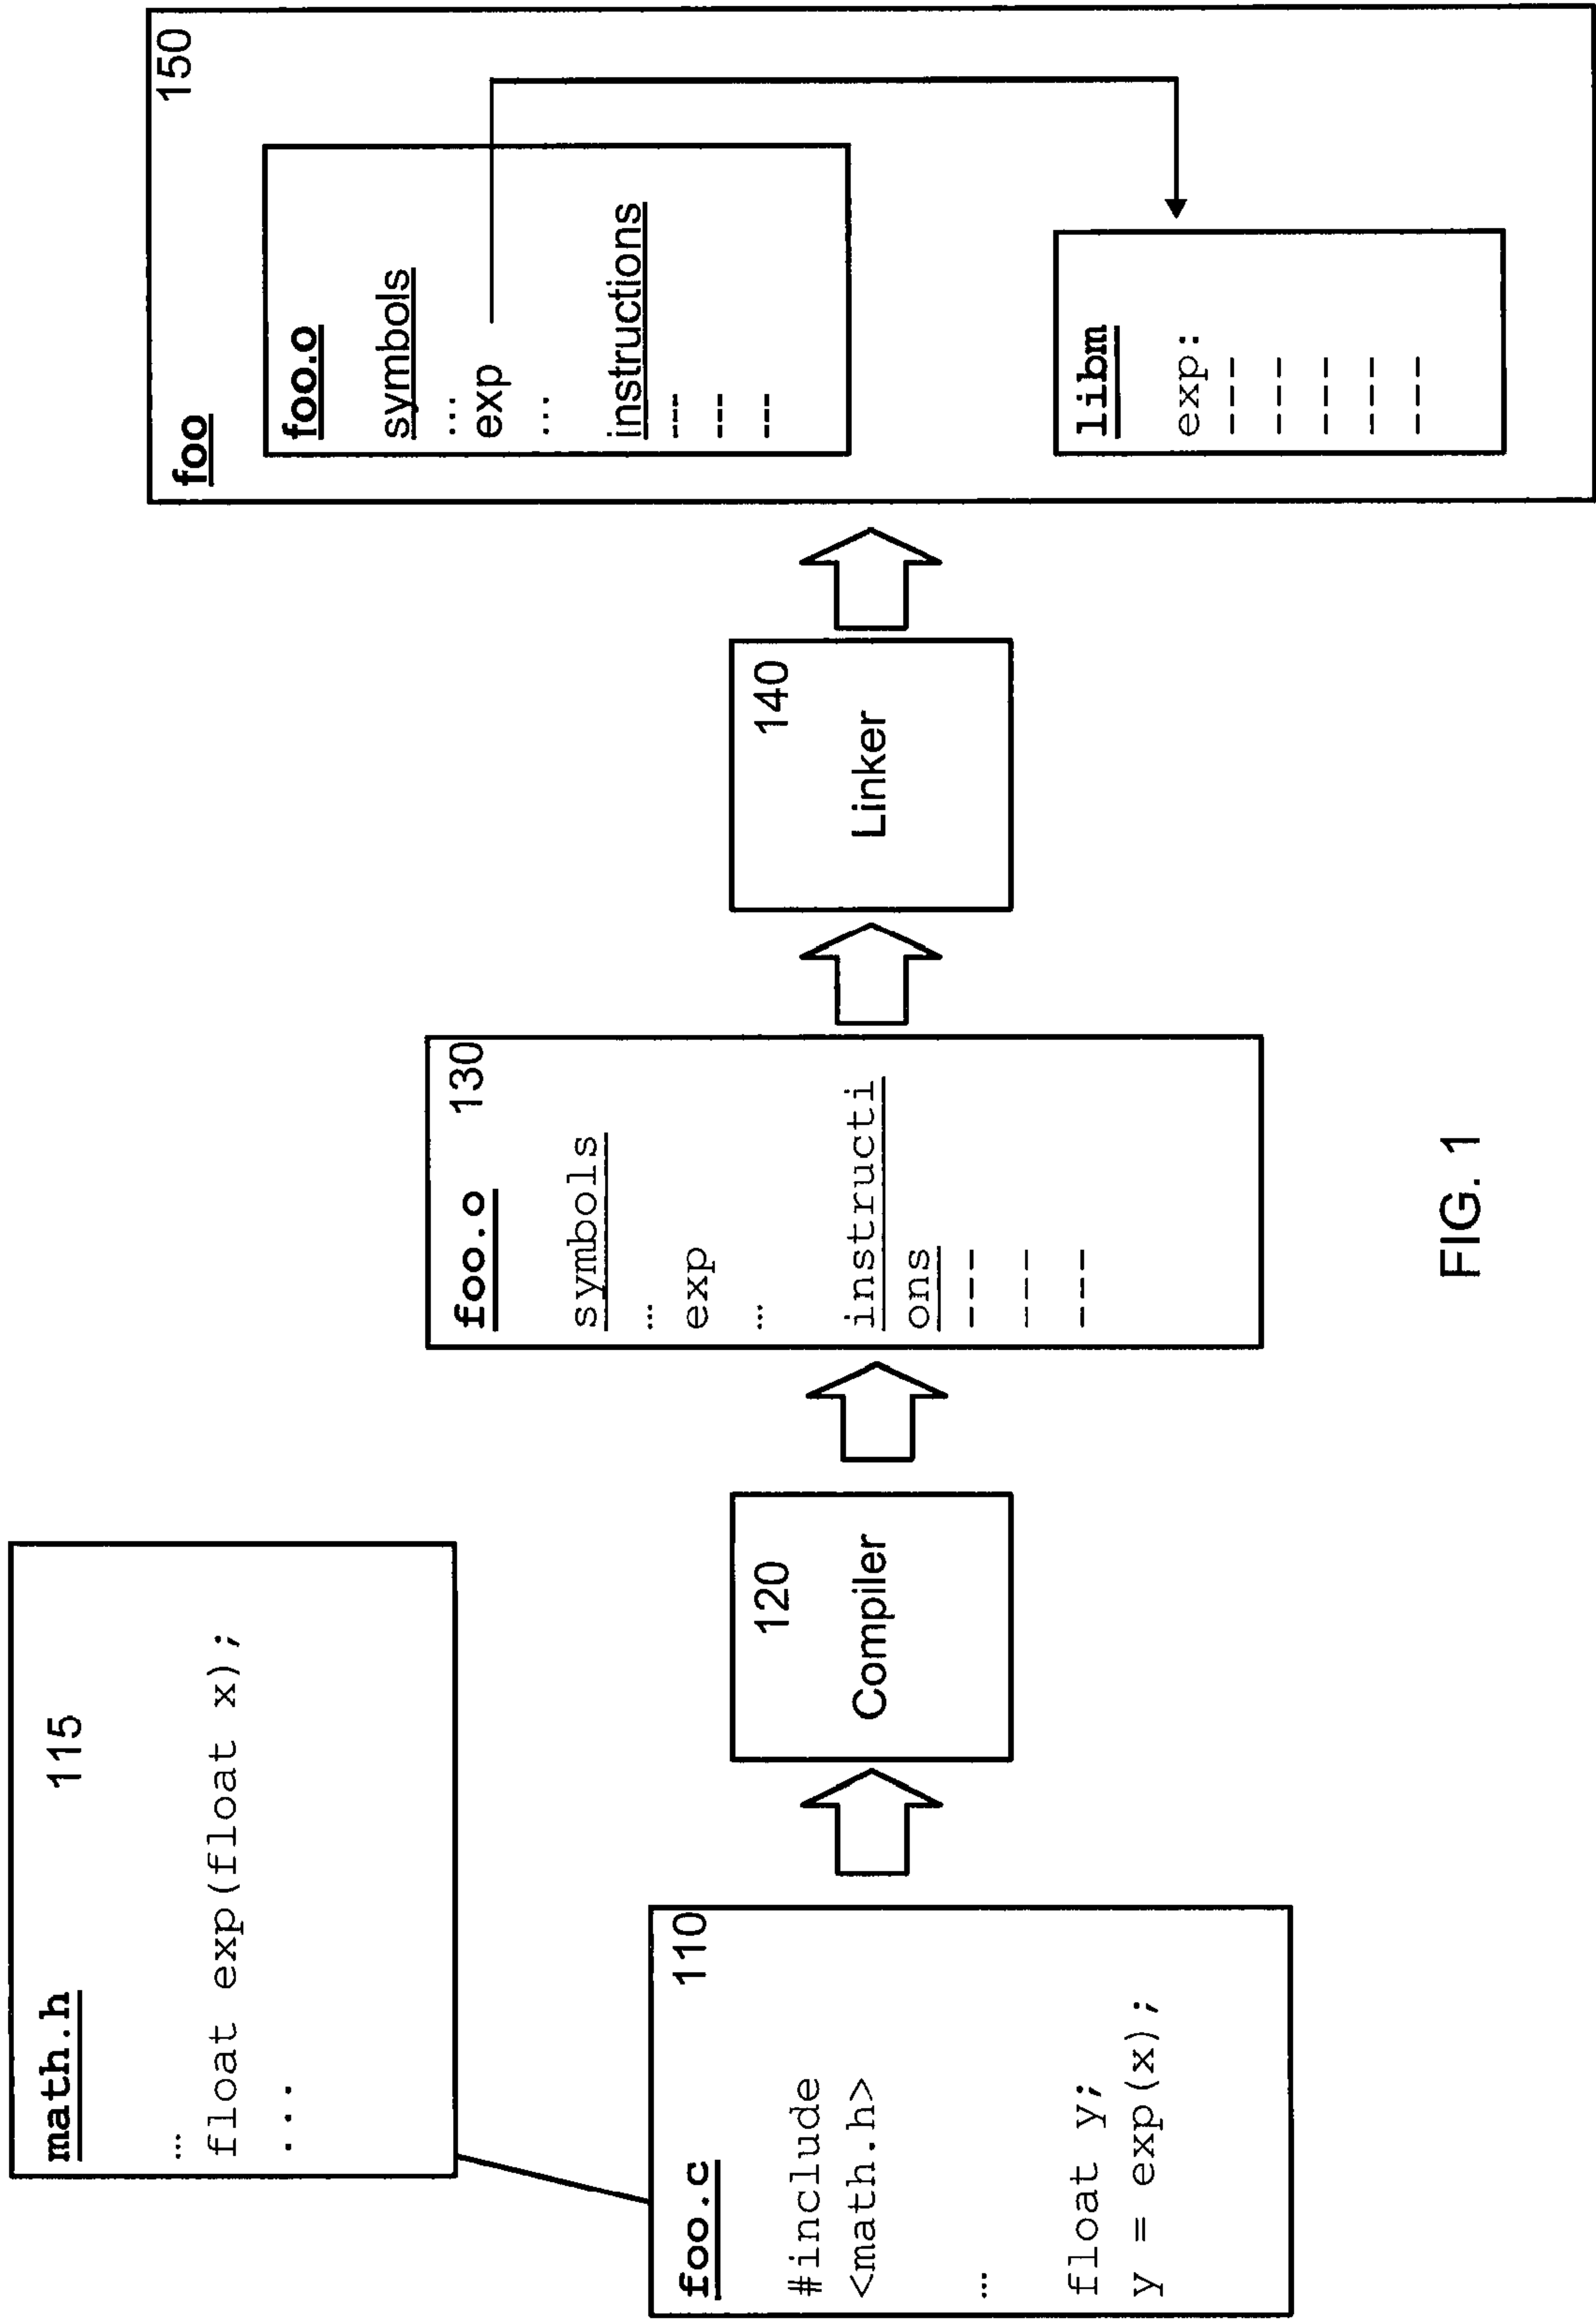 math.h 115
...
float exp(float x);
...
foo.c 110
#include
<math.h>
...
float y;
y = exp(x);
120
Compiler
foo.o 130
symbols
...
exp
...
instructi
ons
---
---
---
140
Linker
foo 150
foo.o
symbols
...
exp
...
instructions
---
---
---
libm
exp:
---
---
---
---
---
FIG. 1